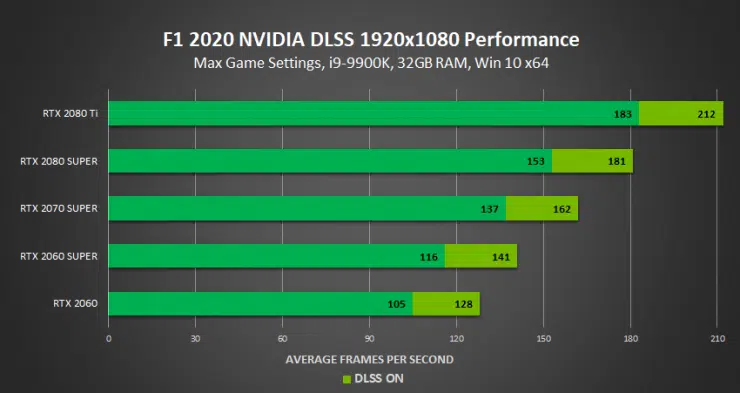 F1 2020 NVIDIA DLSS 1920x1080 Performance
Max Game Settings, i9-9900K, 32GB RAM, Win 10 x64
RTX 2080 Ti 183 212
RTX 2080 SUPER 153 181
RTX 2070 SUPER 137 162
RTX 2060 SUPER 116 141
RTX 2060 105 128
0 30 60 90 120 150 180 210
AVERAGE FRAMES PER SECOND
DLSS ON